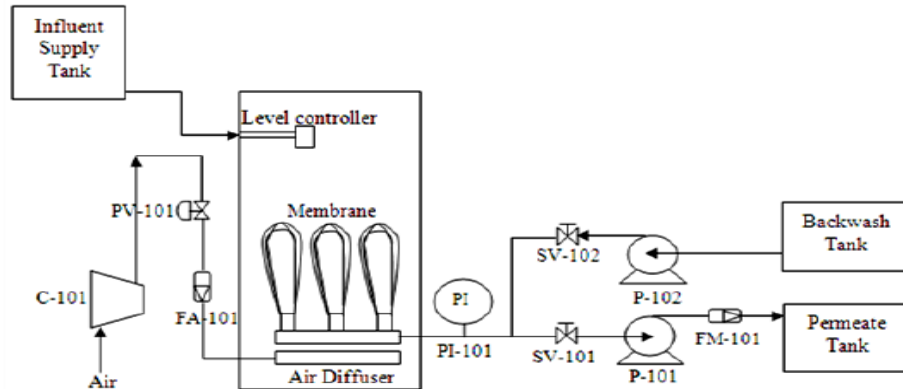 Influent
Supply
Tank
Level controller
PV-101
Membrane
Backwash
Tank
SV-102
P-102
C-101
FA-101
PI
PI-101
SV-101
FM-101
Permeate
Tank
P-101
Air
Air Diffuser